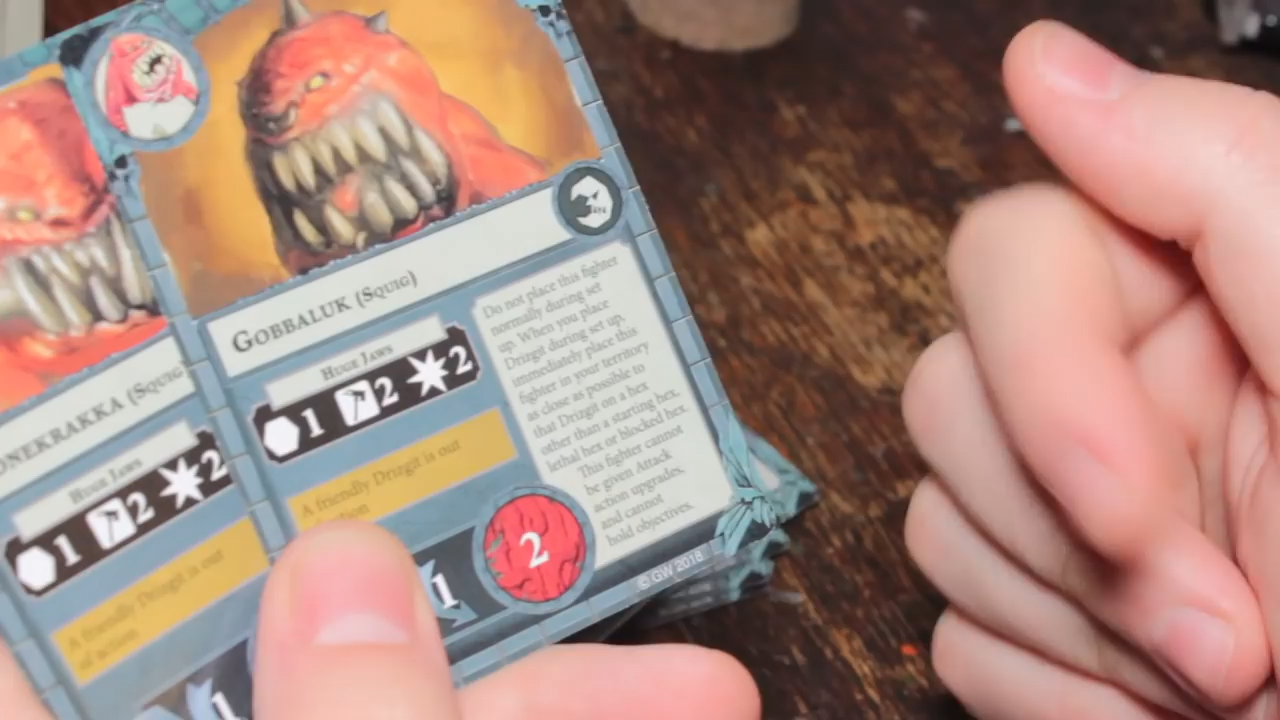 ONEKRAKKA (SQUIG)
HUGE JAWS
1 2 2
A friendly Drizgit is out
of action
1
GOBBALUK (SQUIG)
HUGE JAWS
1 2 2
A friendly Drizgit is out
1
2
Do not place this fighter
normally during set
up. When you place
Drizgit during set up,
immediately place this
fighter in your territory
as close as possible to
that Drizgit on a hex
other than a starting hex,
lethal hex or blocked hex.
This fighter cannot
be given Attack
action upgrades,
and cannot
hold objectives.
© GW 2018